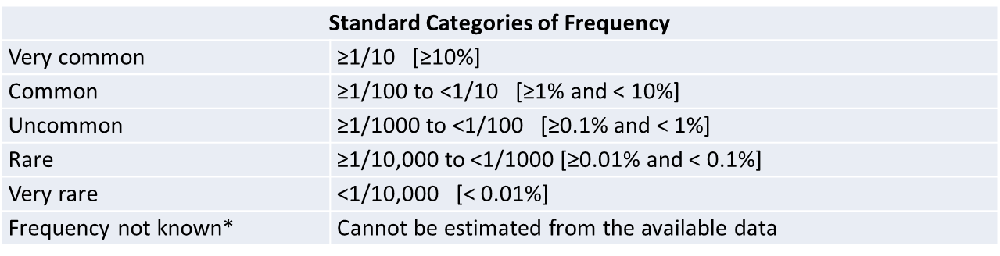 Standard Categories of Frequency
Very common ≥1/10 [≥10%]
Common ≥1/100 to <1/10 [≥1% and < 10%]
Uncommon ≥1/1000 to <1/100 [≥0.1% and < 1%]
Rare ≥1/10,000 to <1/1000 [≥0.01% and < 0.1%]
Very rare <1/10,000 [< 0.01%]
Frequency not known* Cannot be estimated from the available data